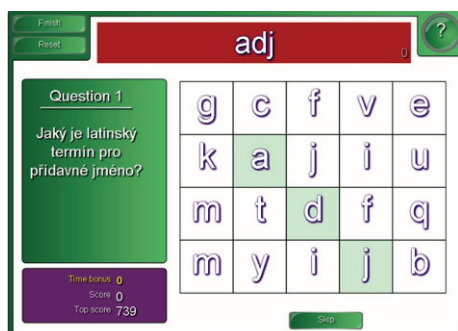 Finish
Reset
adj
0
?
Question 1
Jaký je latinský
termín pro
přídavné jméno?
g c f v e
k a j i u
m t d f q
m y i j b
Time bonus 0
Score 0
Top score 739
Skip